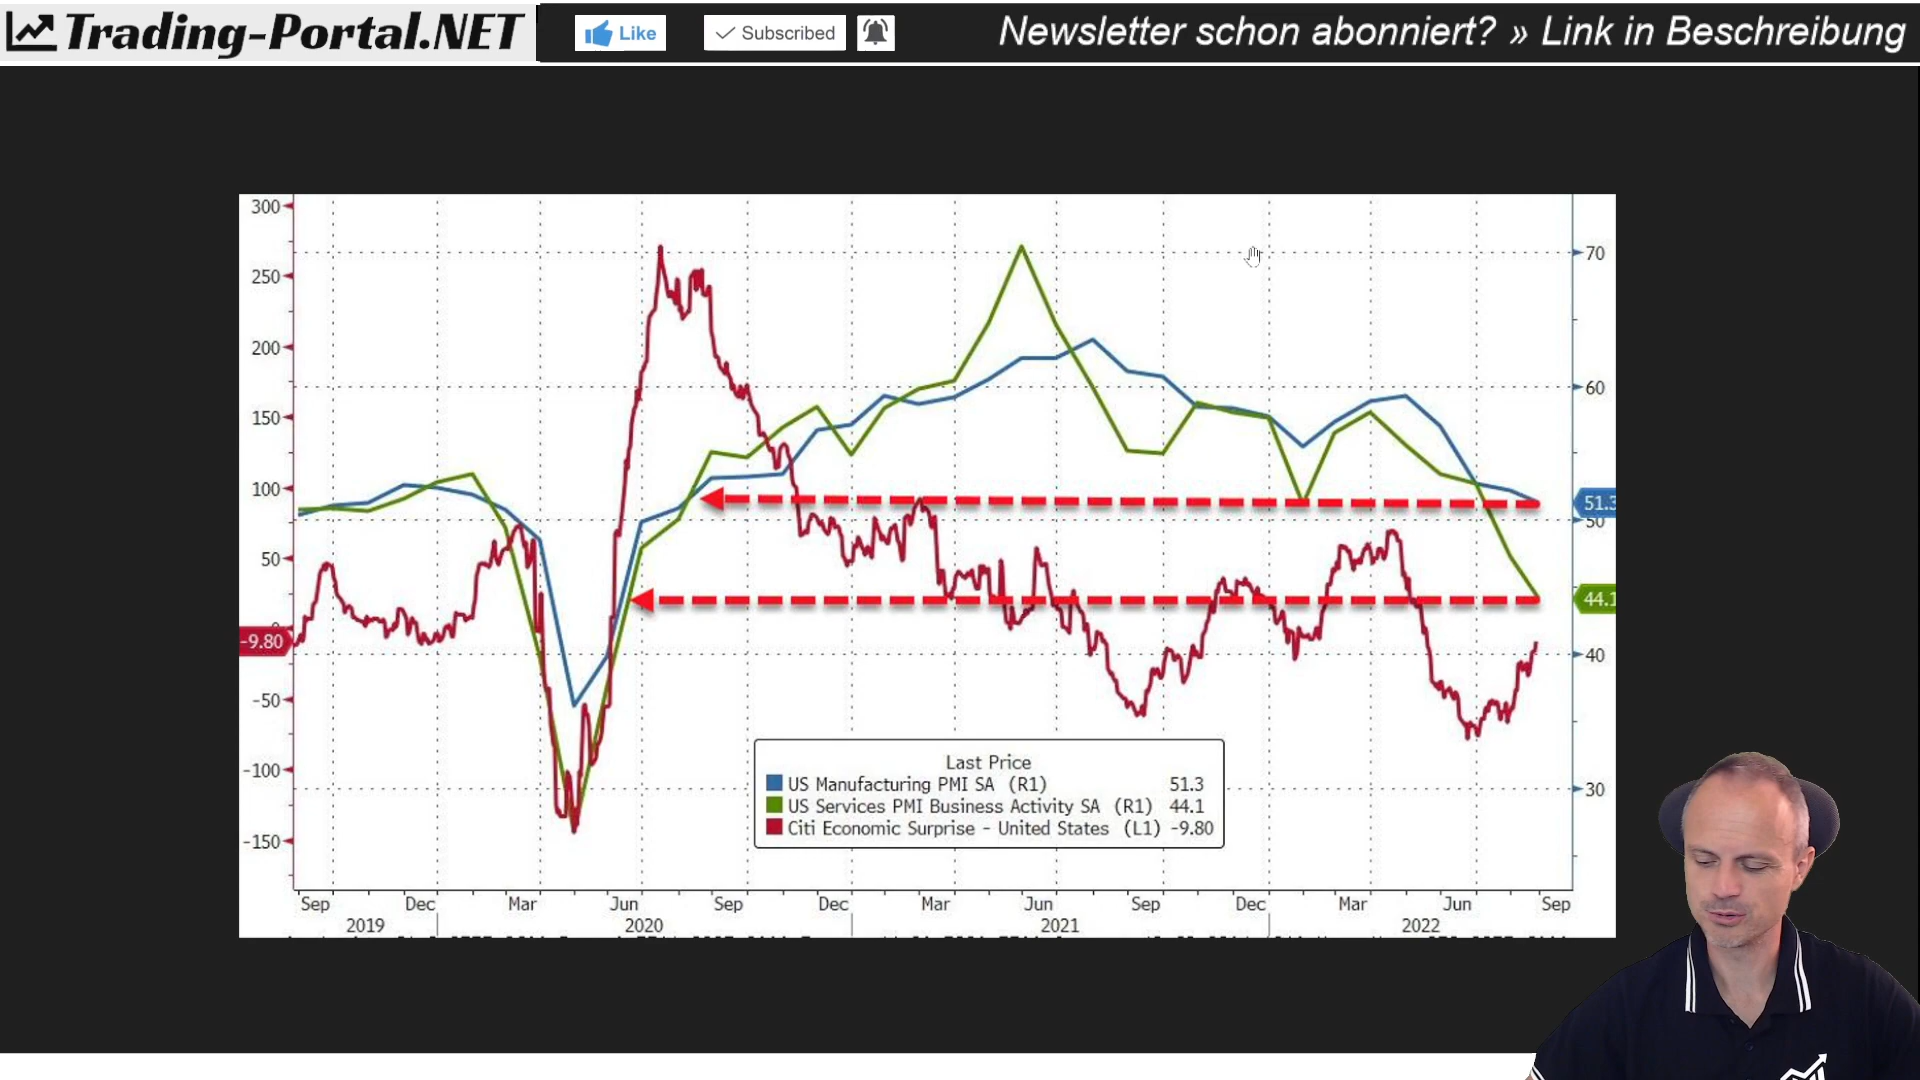 Trading-Portal.NET
Like
Subscribed
Newsletter schon abonniert? » Link in Beschreibung
300
250
200
150
100
50
0
-9.80
-50
-100
-150
70
60
51.3
50
44.1
40
30
Last Price
US Manufacturing PMI SA (R1) 51.3
US Services PMI Business Activity SA (R1) 44.1
Citi Economic Surprise - United States (L1) -9.80
Sep Dec Mar Jun Sep Dec Mar Jun Sep Dec Mar Jun Sep
2019 2020 2021 2022